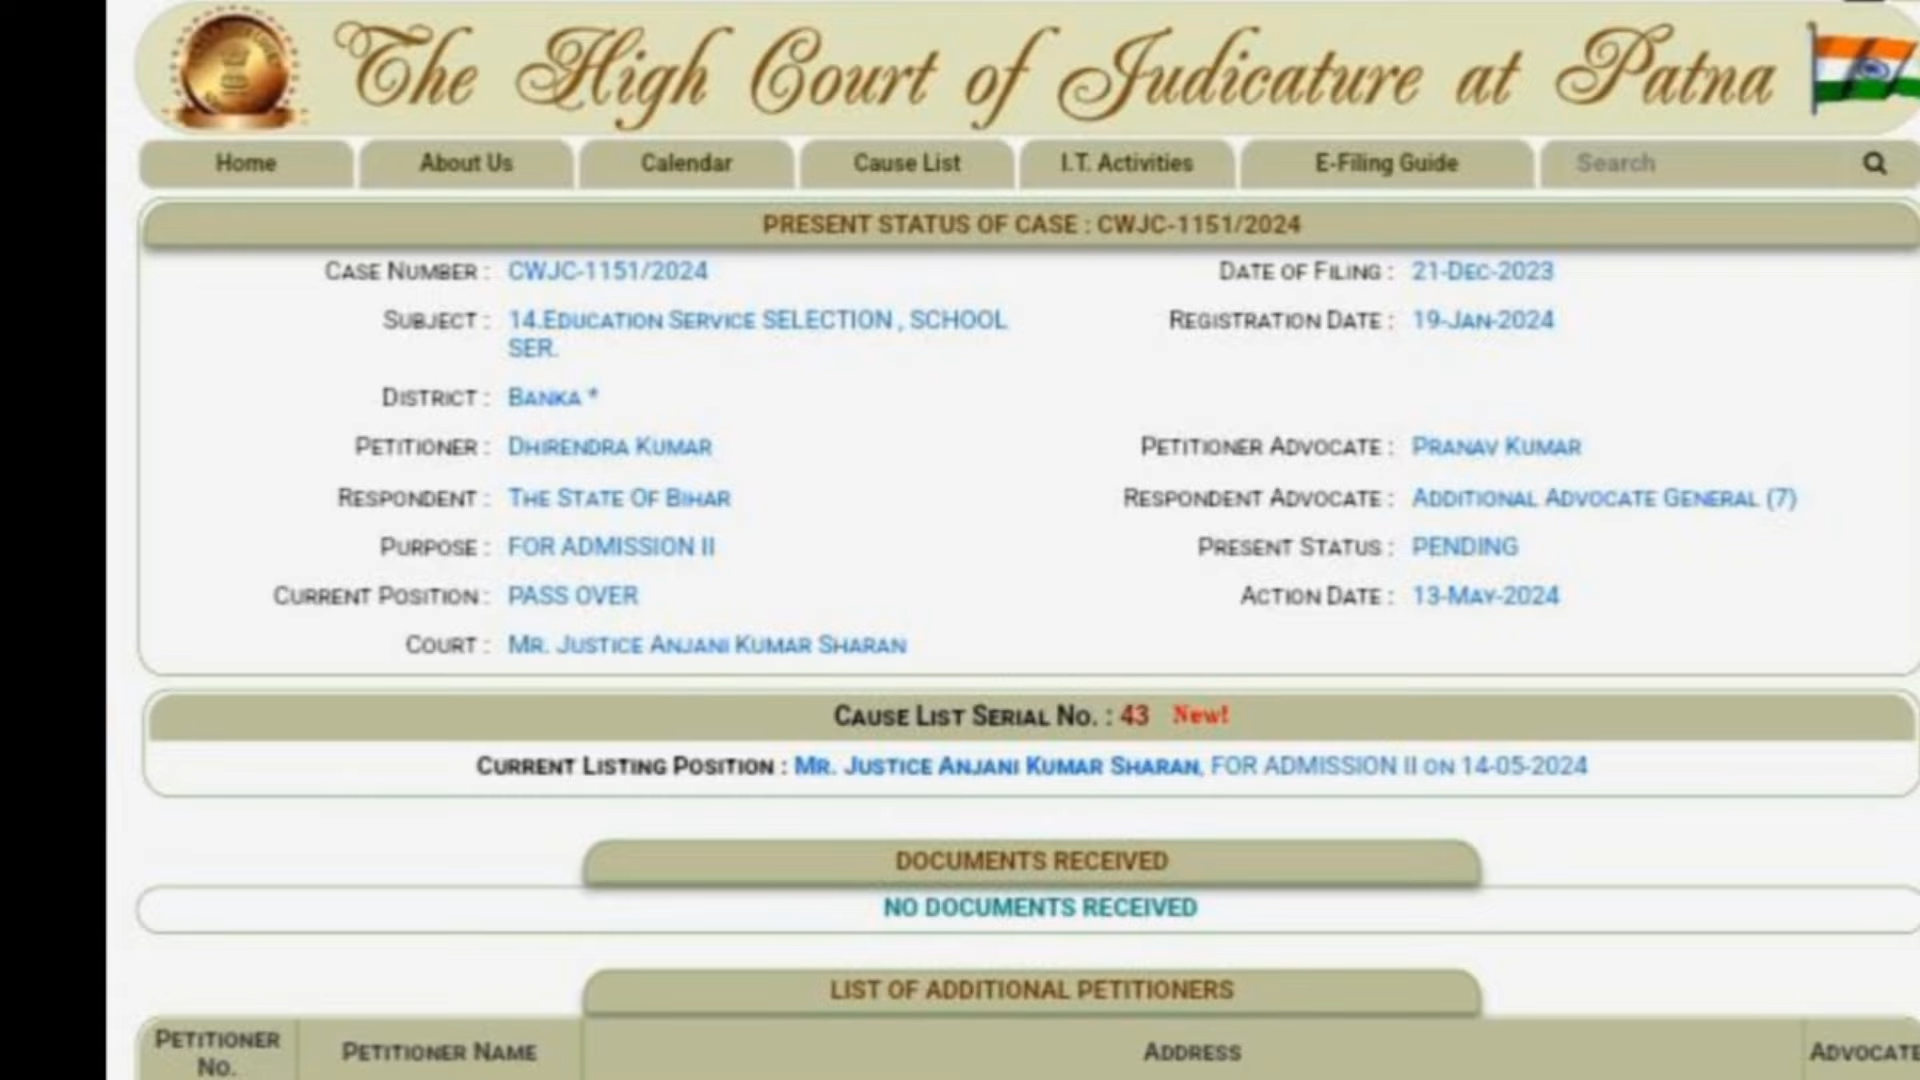 The High Court of Judicature at Patna
Home About Us Calendar Cause List I.T. Activities E-Filing Guide Search
PRESENT STATUS OF CASE : CWJC-1151/2024
CASE NUMBER : CWJC-1151/2024 DATE OF FILING : 21-DEC-2023
SUBJECT : 14.EDUCATION SERVICE SELECTION , SCHOOL REGISTRATION DATE : 19-JAN-2024
SER.
DISTRICT : BANKA *
PETITIONER : DHIRENDRA KUMAR PETITIONER ADVOCATE : PRANAV KUMAR
RESPONDENT : THE STATE OF BIHAR RESPONDENT ADVOCATE : ADDITIONAL ADVOCATE GENERAL (7)
PURPOSE : FOR ADMISSION II PRESENT STATUS : PENDING
CURRENT POSITION : PASS OVER ACTION DATE : 13-MAY-2024
COURT : MR. JUSTICE ANJANI KUMAR SHARAN
CAUSE LIST SERIAL NO. : 43 New!
CURRENT LISTING POSITION : MR. JUSTICE ANJANI KUMAR SHARAN, FOR ADMISSION II ON 14-05-2024
DOCUMENTS RECEIVED
NO DOCUMENTS RECEIVED
LIST OF ADDITIONAL PETITIONERS
PETITIONER NO. PETITIONER NAME ADDRESS ADVOCATE